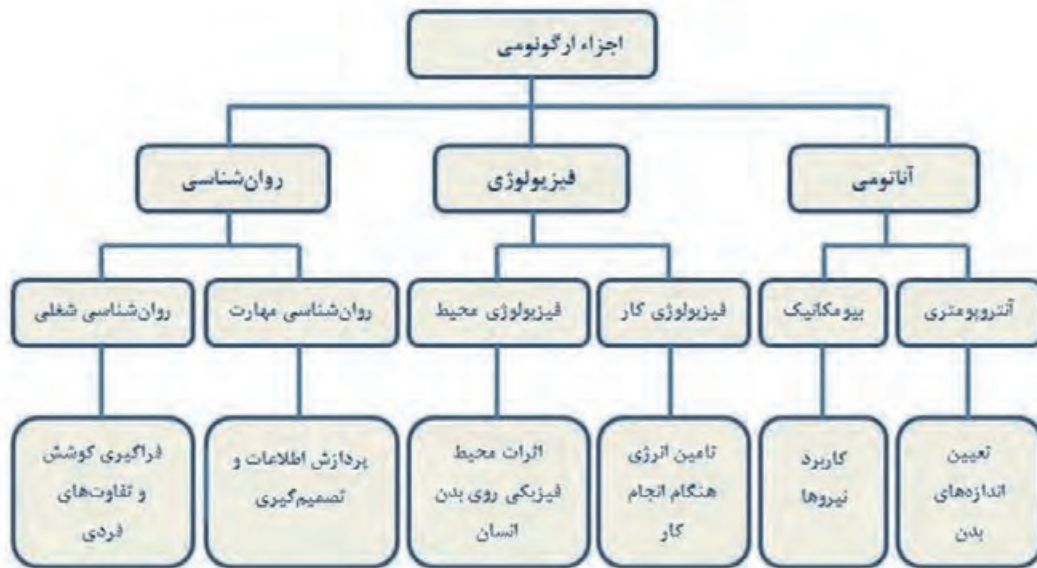 اجزاء ارگونومی
آناتومی
فیزیولوژی
روان‌شناسی
آنتروپومتری
بیومکانیک
فیزیولوژی کار
فیزیولوژی محیط
روان‌شناسی مهارت
روان‌شناسی شغلی
تعیین
اندازه‌های
بدن
کاربرد
نیروها
تامین انرژی
هنگام انجام
کار
اثرات محیط
فیزیکی روی بدن
انسان
پردازش اطلاعات و
تصمیم‌گیری
فراگیری کوشش
و تفاوت‌های
فردی